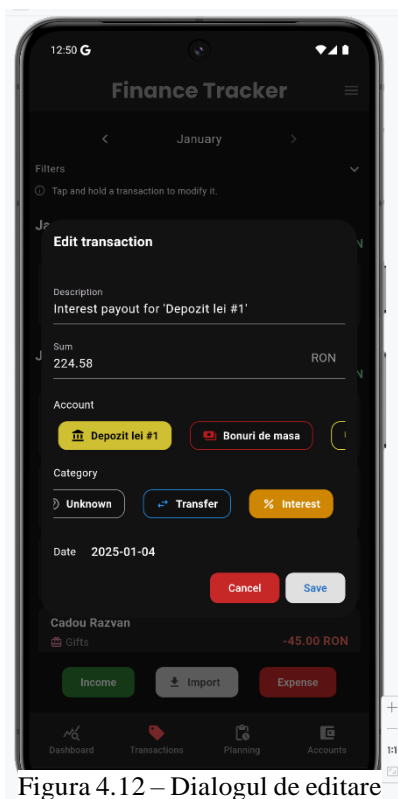 12:50 G
Finance Tracker
January
Filters
Tap and hold a transaction to modify it.
Edit transaction
Description
Interest payout for 'Depozit lei #1'
Sum
224.58 RON
Account
Depozit lei #1 Bonuri de masa
Category
Unknown Transfer % Interest
Date 2025-01-04
Cancel Save
Cadou Razvan
Gifts -45.00 RON
Income Import Expense
Dashboard Transactions Planning Accounts
1:1
Figura 4.12 – Dialogul de editare